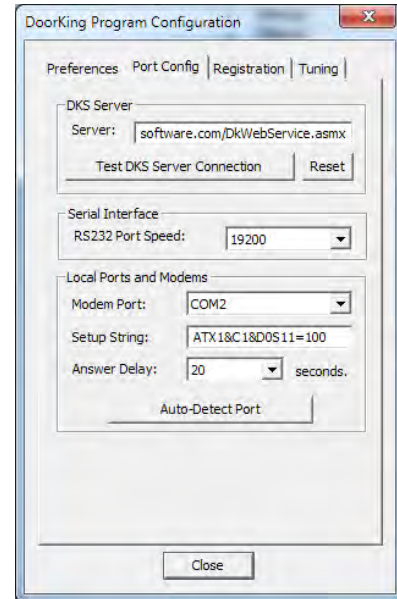 DoorKing Program Configuration
Preferences Port Config Registration Tuning
DKS Server
Server: software.com/DkWebService.asmx
Test DKS Server Connection Reset
Serial Interface
RS232 Port Speed: 19200
Local Ports and Modems
Modem Port: COM2
Setup String: ATX1&C1&D0S11=100
Answer Delay: 20 seconds.
Auto-Detect Port
Close